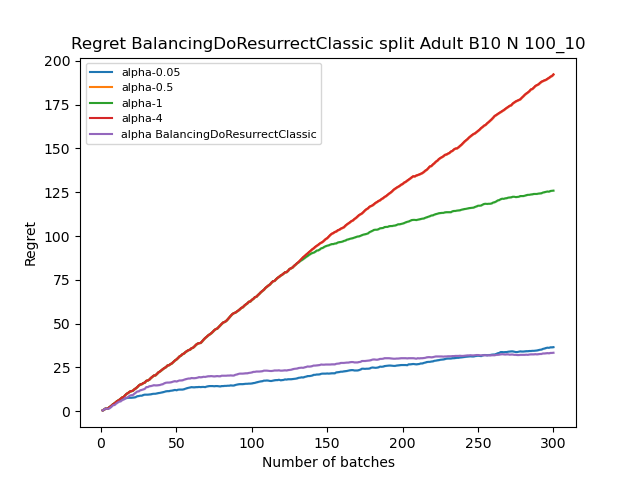 Regret BalancingDoResurrectClassic split Adult B10 N 100_10
200
175
150
125
100
75
50
25
0
Regret
alpha-0.05
alpha-0.5
alpha-1
alpha-4
alpha BalancingDoResurrectClassic
0 50 100 150 200 250 300
Number of batches